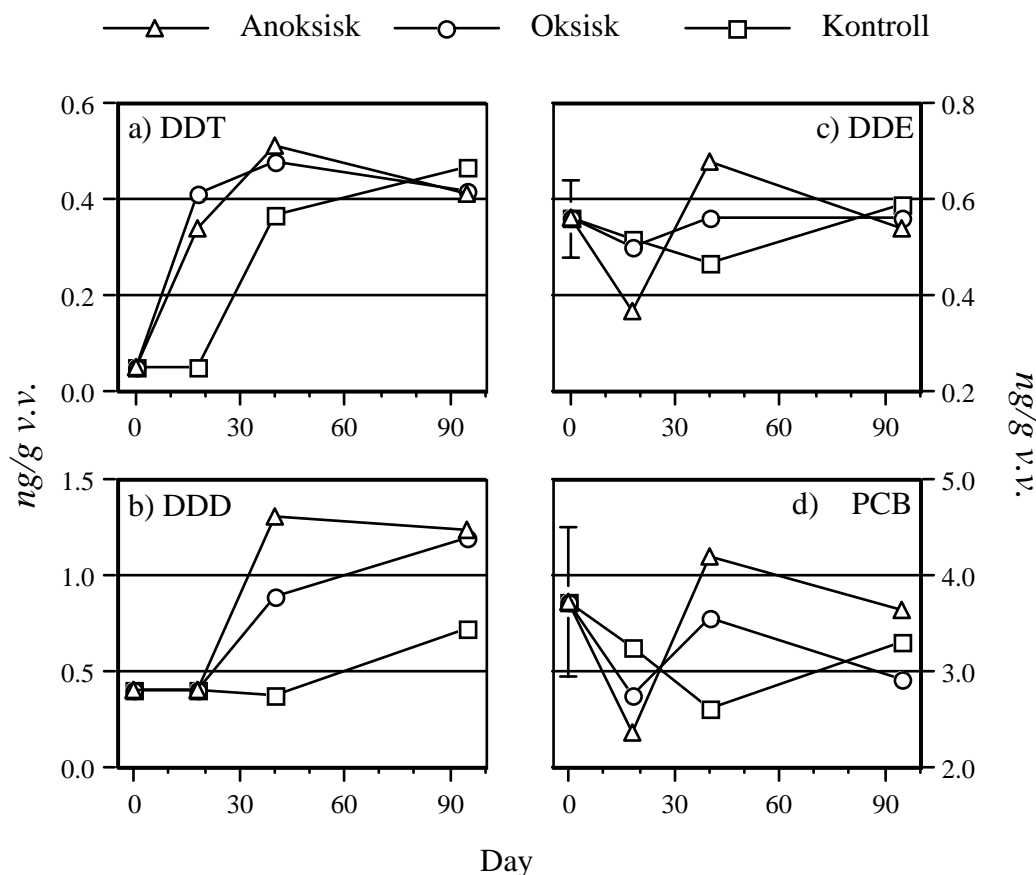 Anoksisk Oksisk Kontroll
a) DDT
0.6
0.4
0.2
0.0
0 30 60 90
c) DDE
0.8
0.6
0.4
0.2
0 30 60 90
ng/g v.v.
ng/g v.v.
b) DDD
1.5
1.0
0.5
0.0
0 30 60 90
d) PCB
5.0
4.0
3.0
2.0
0 30 60 90
Day